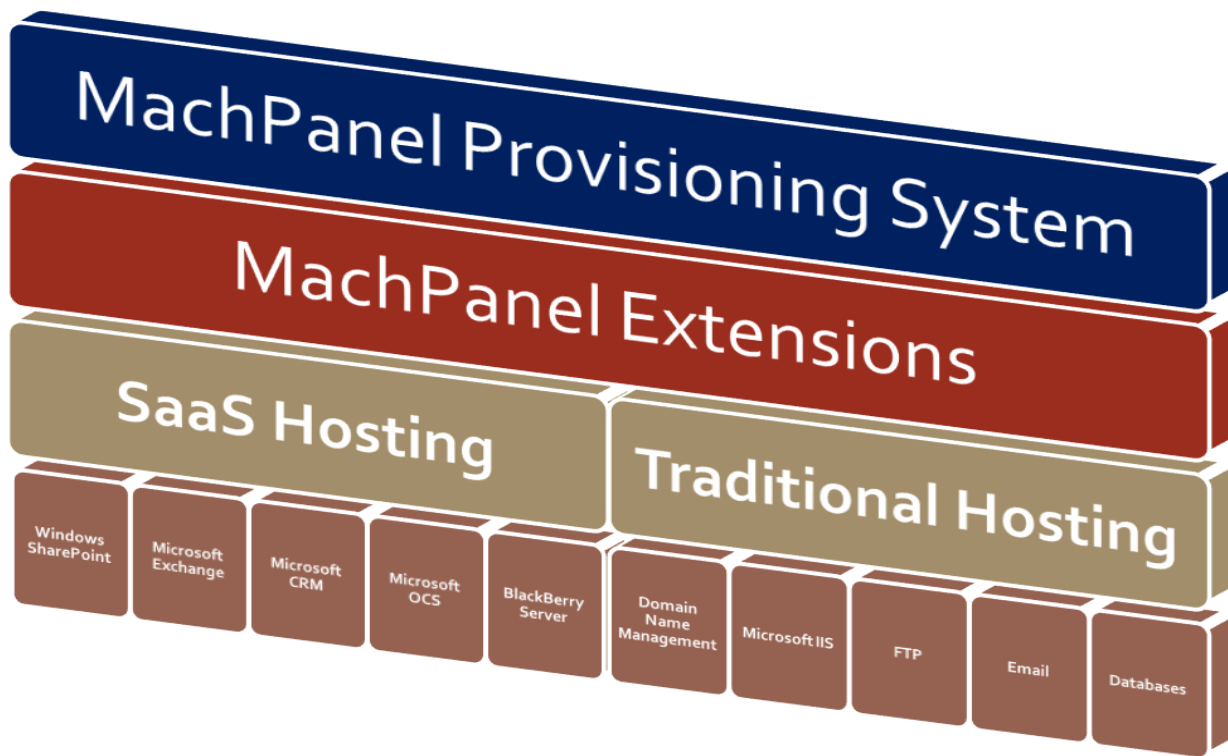 MachPanel Provisioning System
MachPanel Extensions
SaaS Hosting
Traditional Hosting
Windows
SharePoint
Microsoft
Exchange
Microsoft
CRM
Microsoft
OCS
BlackBerry
Server
Domain
Name
Management
Microsoft IIS
FTP
Email
Databases